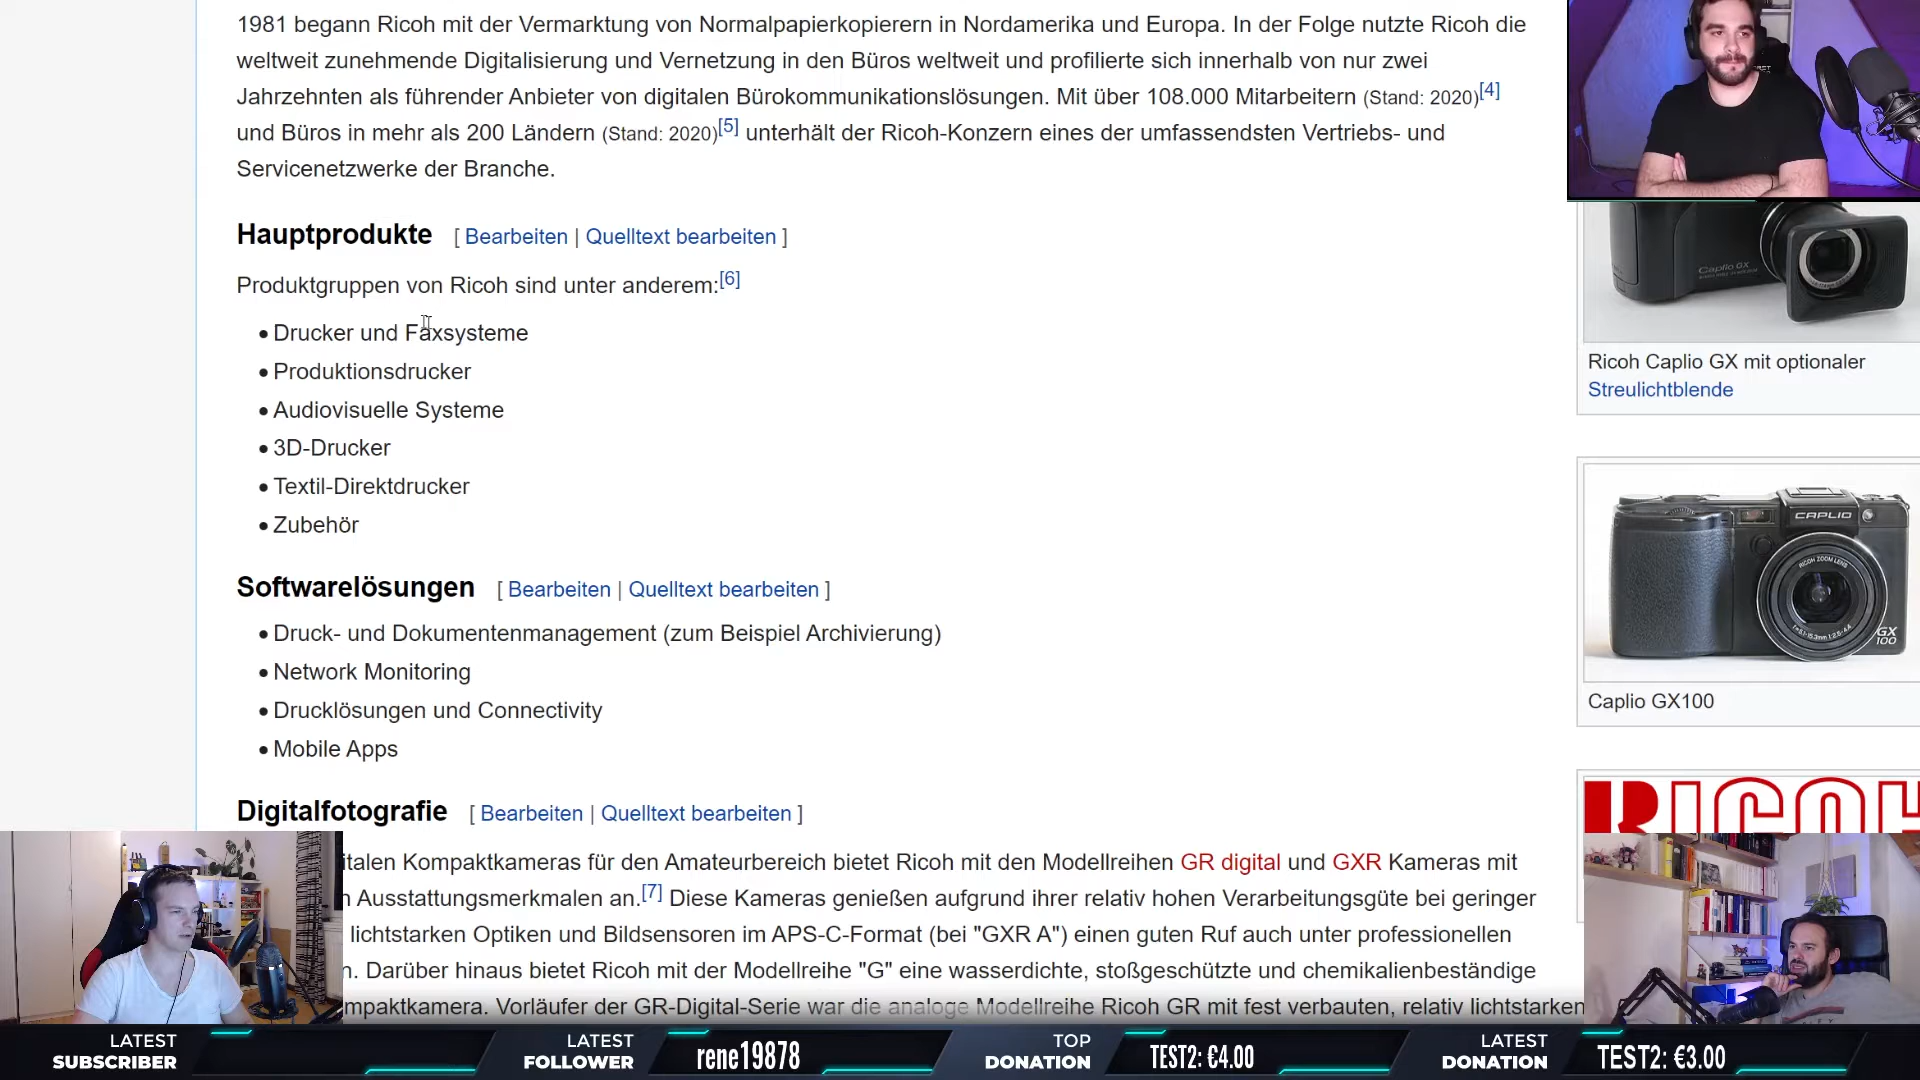 1981 begann Ricoh mit der Vermarktung von Normalpapierkopierern in Nordamerika und Europa. In der Folge nutzte Ricoh die
weltweit zunehmende Digitalisierung und Vernetzung in den Büros weltweit und profilierte sich innerhalb von nur zwei
Jahrzehnten als führender Anbieter von digitalen Bürokommunikationslösungen. Mit über 108.000 Mitarbeitern (Stand: 2020)[4]
und Büros in mehr als 200 Ländern (Stand: 2020)[5] unterhält der Ricoh-Konzern eines der umfassendsten Vertriebs- und
Servicenetzwerke der Branche.
Hauptprodukte [ Bearbeiten | Quelltext bearbeiten ]
Produktgruppen von Ricoh sind unter anderem:[6]
• Drucker und Faxsysteme
• Produktionsdrucker
• Audiovisuelle Systeme
• 3D-Drucker
• Textil-Direktdrucker
• Zubehör
Softwarelösungen [ Bearbeiten | Quelltext bearbeiten ]
• Druck- und Dokumentenmanagement (zum Beispiel Archivierung)
• Network Monitoring
• Drucklösungen und Connectivity
• Mobile Apps
Digitalfotografie [ Bearbeiten | Quelltext bearbeiten ]
italen Kompaktkameras für den Amateurbereich bietet Ricoh mit den Modellreihen GR digital und GXR Kameras mit
n Ausstattungsmerkmalen an.[7] Diese Kameras genießen aufgrund ihrer relativ hohen Verarbeitungsgüte bei geringer
lichtstarken Optiken und Bildsensoren im APS-C-Format (bei "GXR A") einen guten Ruf auch unter professionellen
n. Darüber hinaus bietet Ricoh mit der Modellreihe "G" eine wasserdichte, stoßgeschützte und chemikalienbeständige
mpaktkamera. Vorläufer der GR-Digital-Serie war die analoge Modellreihe Ricoh GR mit fest verbauten, relativ lichtstarken
Caplio GX
Ricoh Caplio GX mit optionaler
Streulichtblende
CAPLIO
RICOH ZOOM LENS
GX
100
Caplio GX100
RICOH
LATEST
SUBSCRIBER
LATEST
FOLLOWER
rene19878
TOP
DONATION
TEST2: €4.00
LATEST
DONATION
TEST2: €3.00